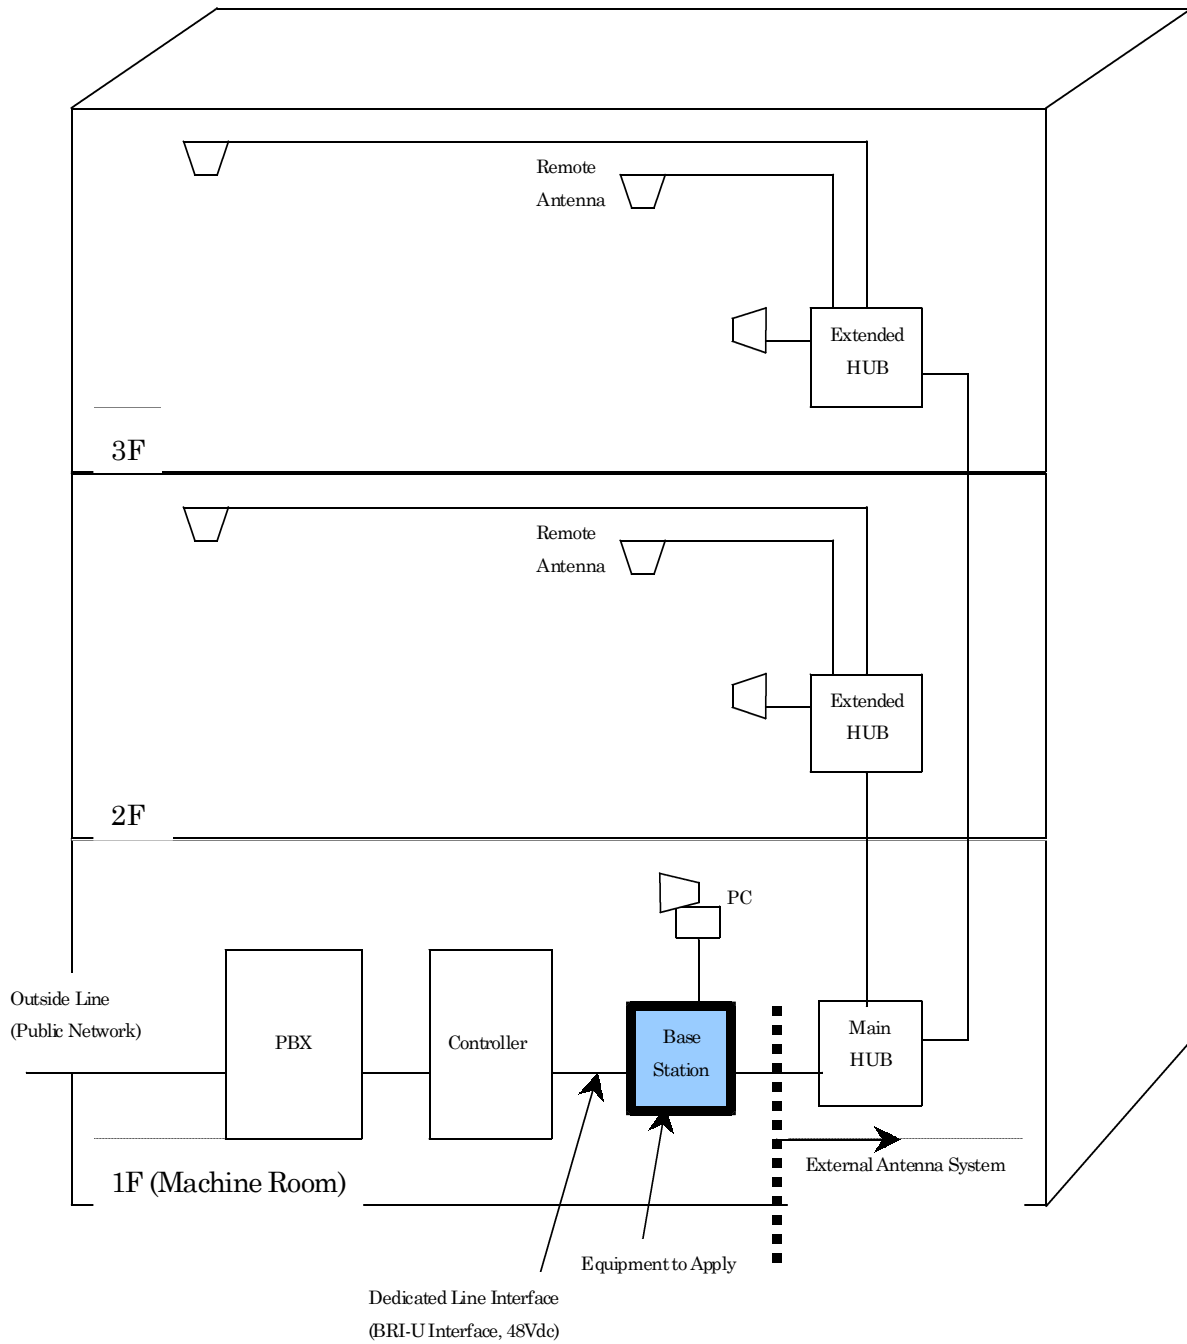 Remote
Antenna
Extended
HUB
3F
Remote
Antenna
Extended
HUB
2F
PC
Outside Line
(Public Network)
PBX
Controller
Base
Station
Main
HUB
External Antenna System
1F (Machine Room)
Equipment to Apply
Dedicated Line Interface
(BRI-U Interface, 48Vdc)